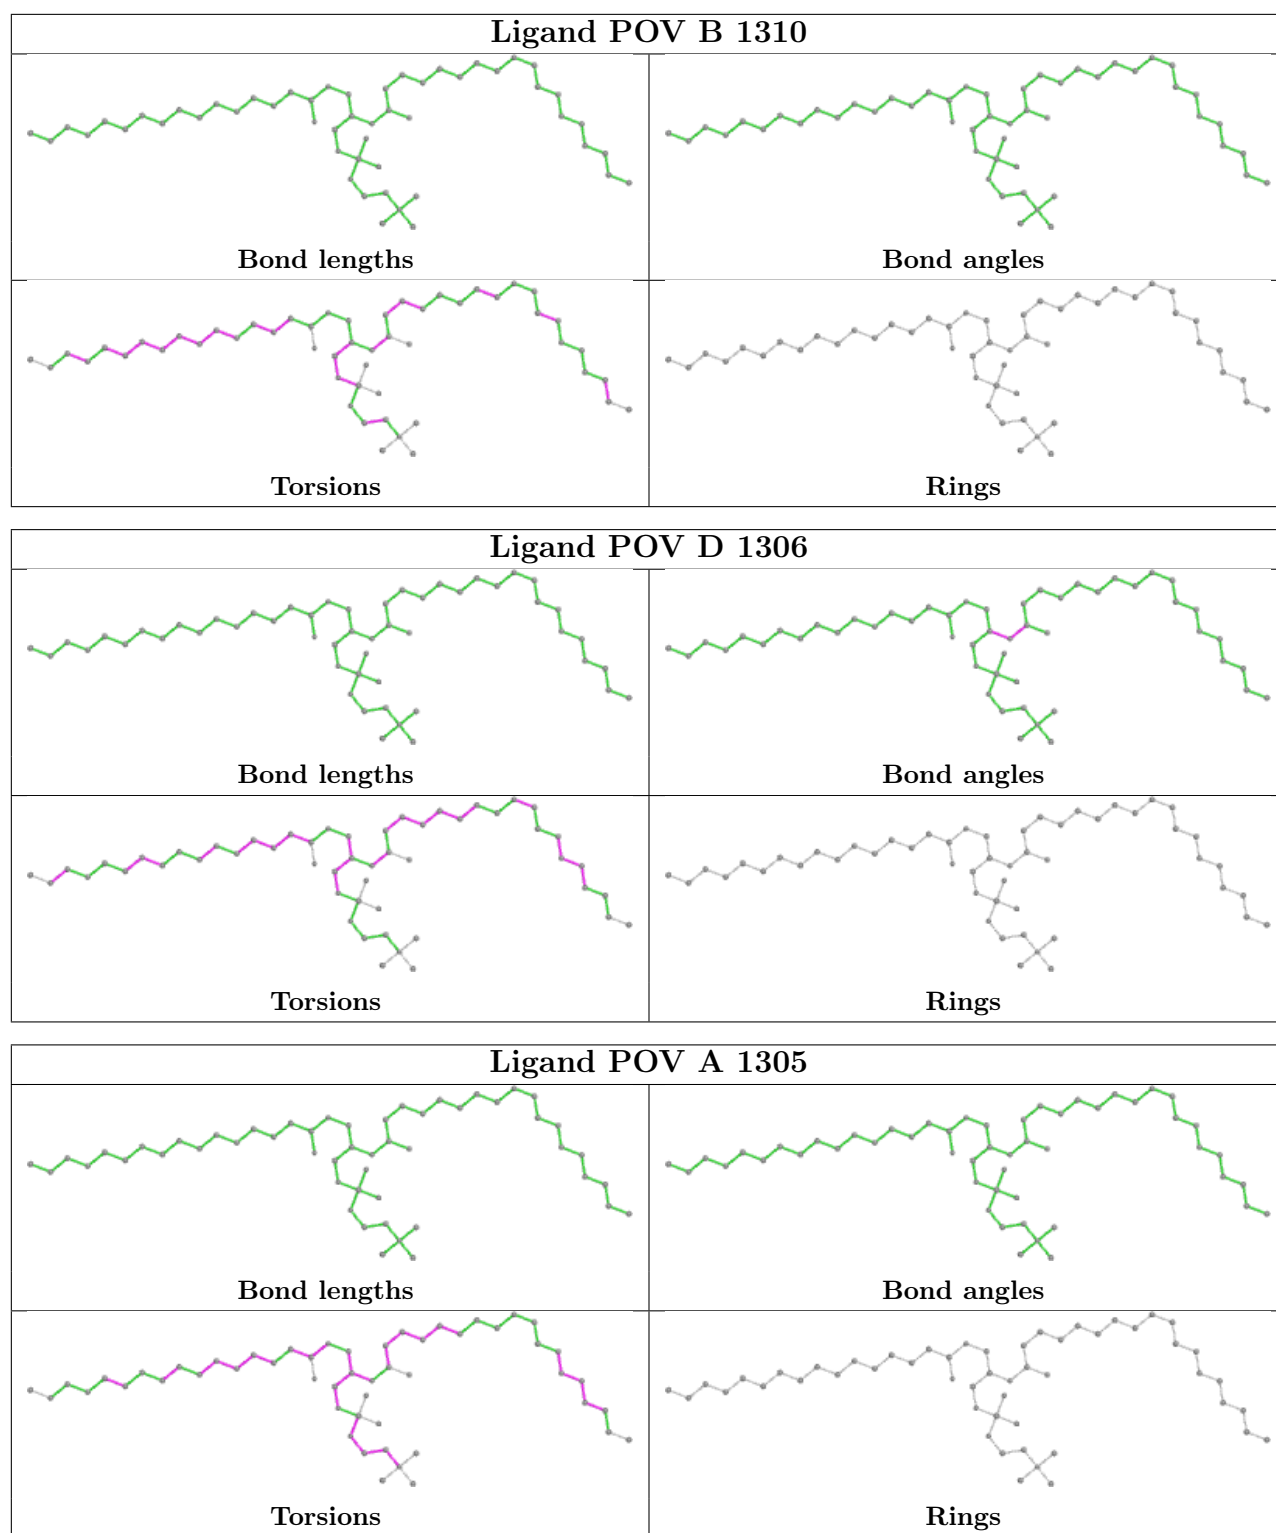 Ligand POV B 1310
Bond lengths
Bond angles
Torsions
Rings
Ligand POV D 1306
Bond lengths
Bond angles
Torsions
Rings
Ligand POV A 1305
Bond lengths
Bond angles
Torsions
Rings